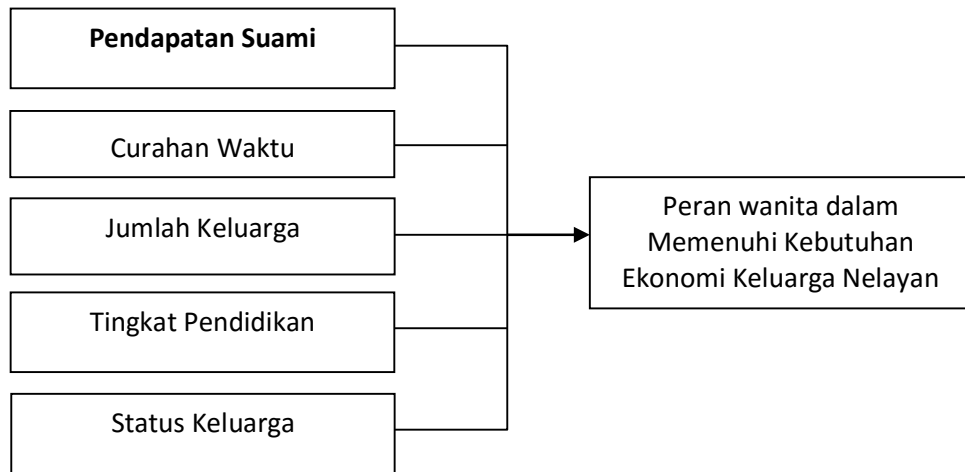 Pendapatan Suami
Curahan Waktu
Jumlah Keluarga
Tingkat Pendidikan
Status Keluarga
Peran wanita dalam
Memenuhi Kebutuhan
Ekonomi Keluarga Nelayan